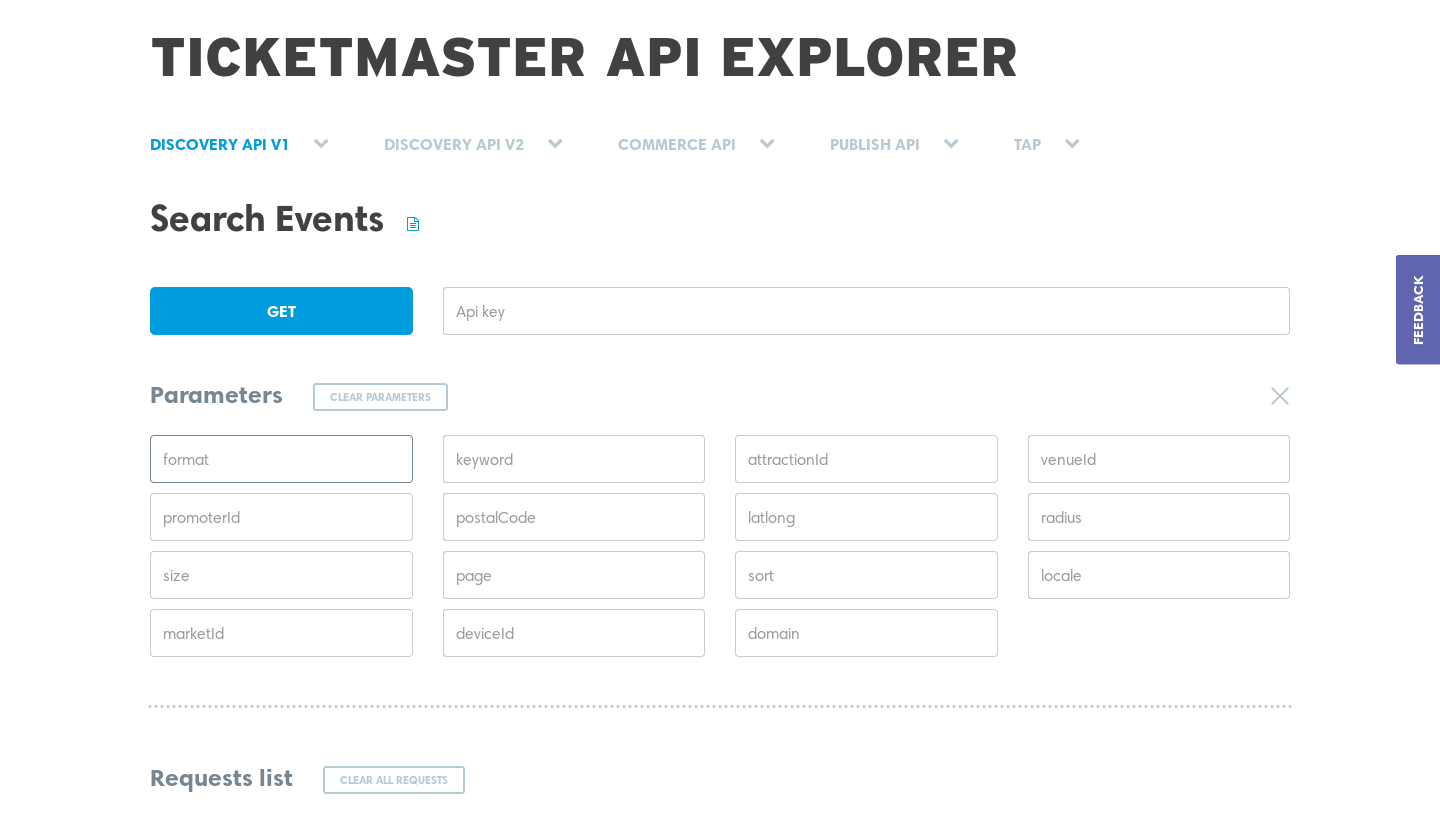 TICKETMASTER API EXPLORER
DISCOVERY API V1 DISCOVERY API V2 COMMERCE API PUBLISH API TAP
Search Events
GET Api key
FEEDBACK
Parameters CLEAR PARAMETERS
format keyword attractionId venueId
promoterId postalCode latlong radius
size page sort locale
marketId deviceId domain
Requests list CLEAR ALL REQUESTS